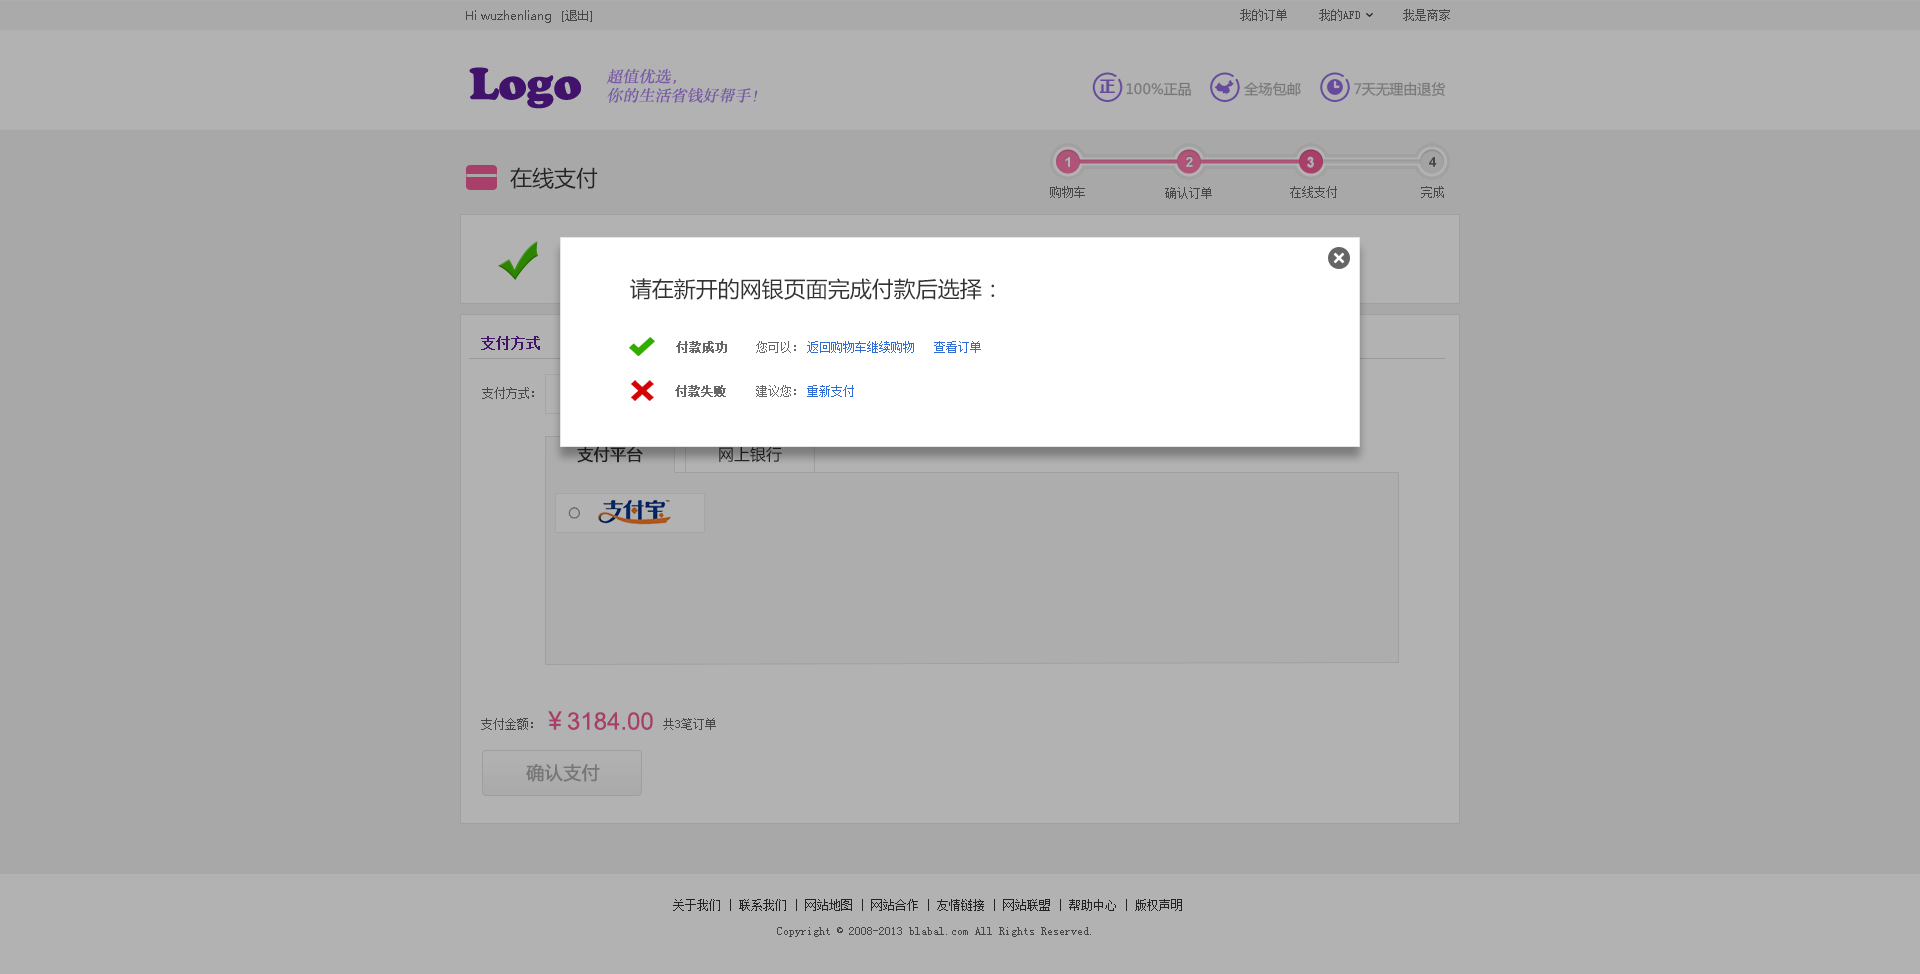 Hi wuzhenliang [退出] 我的订单 我的AFD 我是商家
Logo
超值优选，
你的生活省钱好帮手！
正 100%正品 全场包邮 7天无理由退货
在线支付
1 2 3 4
购物车 确认订单 在线支付 完成
请在新开的网银页面完成付款后选择：
付款成功 您可以： 返回购物车继续购物 查看订单
付款失败 建议您： 重新支付
支付方式
支付方式：
支付平台 网上银行
支付宝
支付金额： ￥3184.00 共3笔订单
确认支付
关于我们 | 联系我们 | 网站地图 | 网站合作 | 友情链接 | 网站联盟 | 帮助中心 | 版权声明
Copyright © 2008-2013 blabal.com All Rights Reserved.